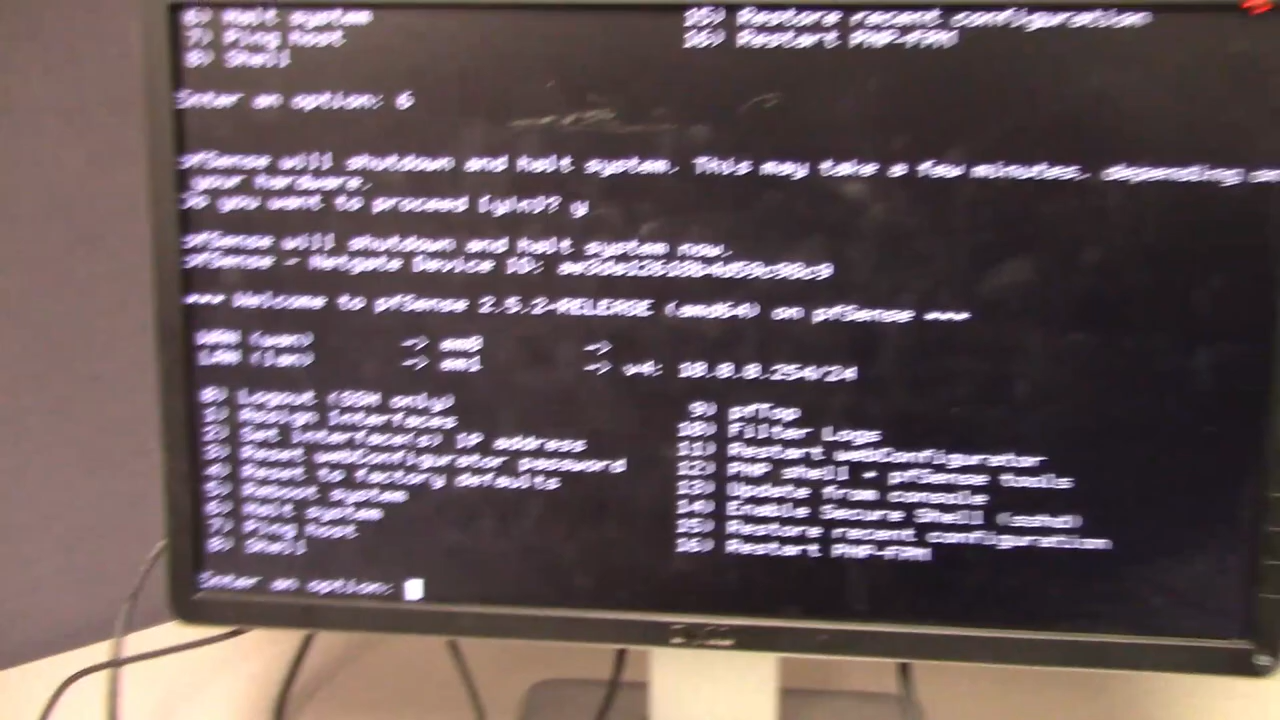 6) Halt system 15) Restore recent configuration
7) Ping host 16) Restart PHP-FPM
8) Shell
Enter an option: 6
pfSense will shutdown and halt system. This may take a few minutes, depending on
your hardware.
Do you want to proceed [y|n]? y
pfSense will shutdown and halt system now.
pfSense - Netgate Device ID:
*** Welcome to pfSense 2.5.2-RELEASE (amd64) on pfSense ***
WAN (wan) -> em0 ->
LAN (lan) -> em1 -> v4: 10.0.0.254/24
0) Logout (SSH only) 9) pfTop
1) Assign Interfaces 10) Filter Logs
2) Set interface(s) IP address 11) Restart webConfigurator
3) Reset webConfigurator password 12) PHP shell + pfSense tools
4) Reset to factory defaults 13) Update from console
5) Reboot system 14) Enable Secure Shell (sshd)
6) Halt system 15) Restore recent configuration
7) Ping host 16) Restart PHP-FPM
8) Shell
Enter an option:
DELL